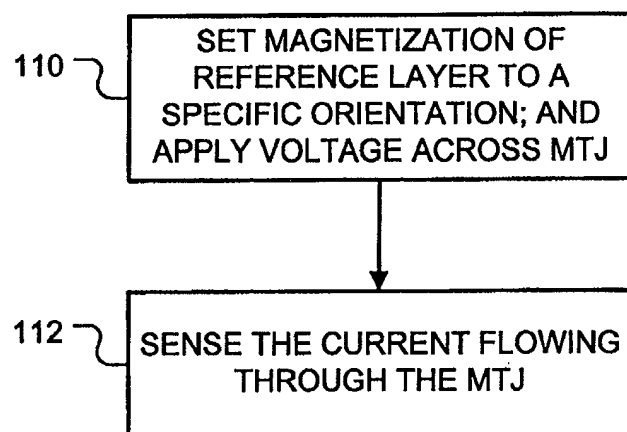 110
SET MAGNETIZATION OF
REFERENCE LAYER TO A
SPECIFIC ORIENTATION; AND
APPLY VOLTAGE ACROSS MTJ
112
SENSE THE CURRENT FLOWING
THROUGH THE MTJ